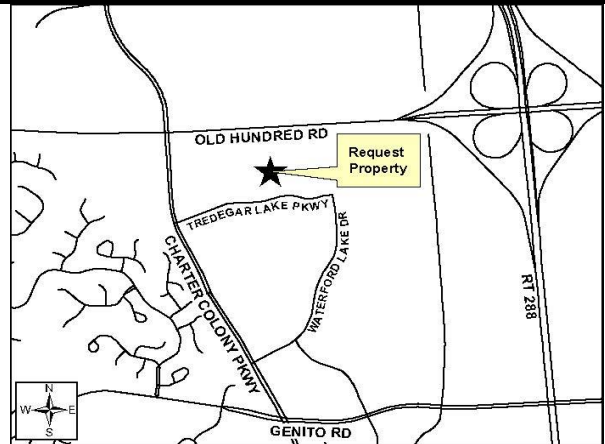 OLD HUNDRED RD
Request
Property
TREDEGAR LAKE PKWY
WATERFORD LAKE DR
CHARTER COLONY PKWY
RT 288
N
W E
S
GENITO RD